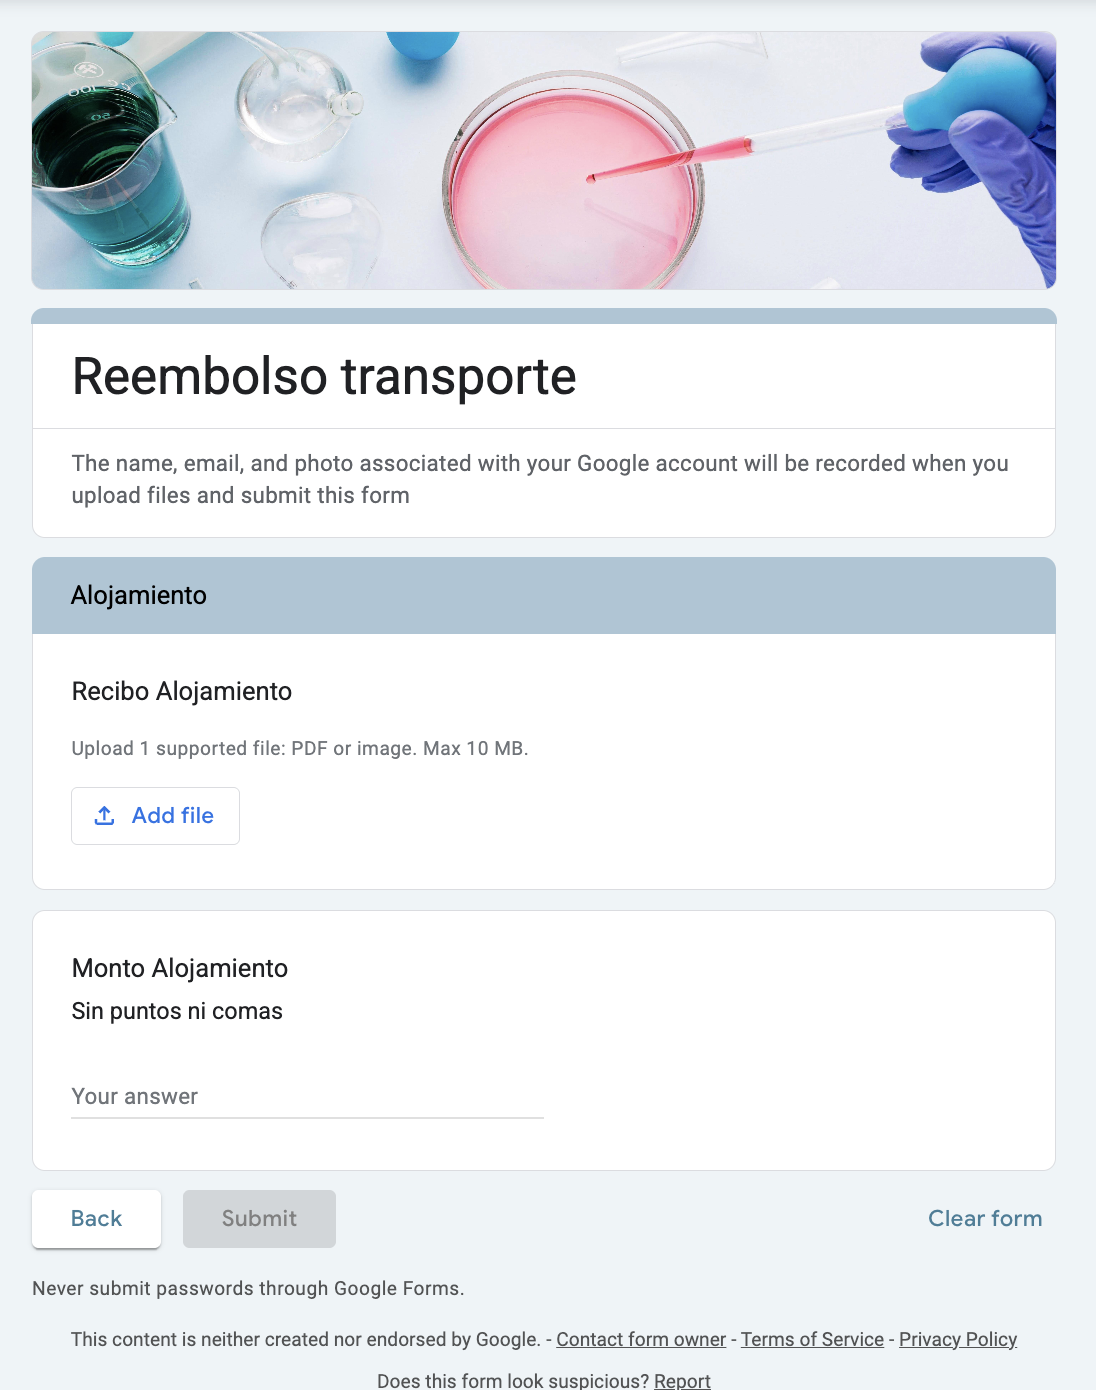 Reembolso transporte
The name, email, and photo associated with your Google account will be recorded when you
upload files and submit this form
Alojamiento
Recibo Alojamiento
Upload 1 supported file: PDF or image. Max 10 MB.
Add file
Monto Alojamiento
Sin puntos ni comas
Your answer
Back
Submit
Clear form
Never submit passwords through Google Forms.
This content is neither created nor endorsed by Google. - Contact form owner - Terms of Service - Privacy Policy
Does this form look suspicious? Report